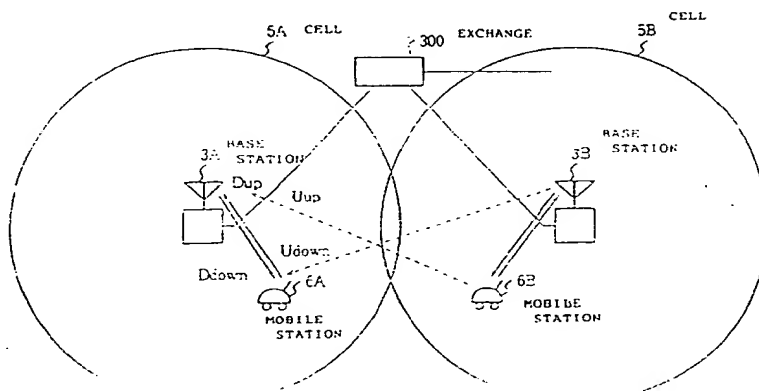 5A CELL
300 EXCHANGE
5B CELL
3A BASE STATION
3B BASE STATION
Dup
Uup
Udown
Ddown
6A
MOBILE STATION
6B
MOBILE STATION